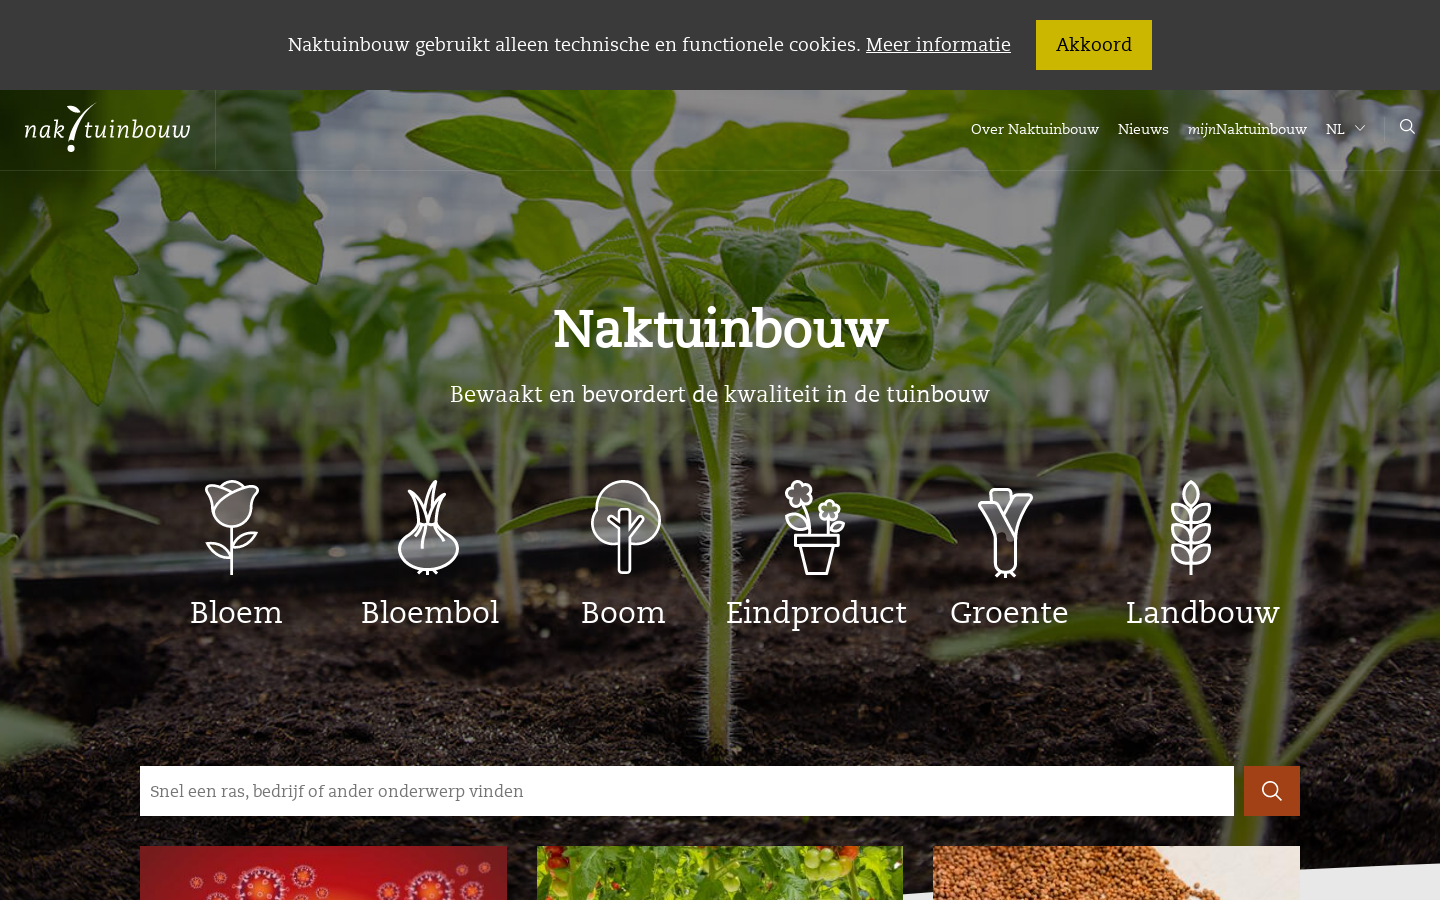 Naktuinbouw gebruikt alleen technische en functionele cookies. Meer informatie
Akkoord
naktuinbouw
Over Naktuinbouw
Nieuws
mijnNaktuinbouw
NL
Naktuinbouw
Bewaakt en bevordert de kwaliteit in de tuinbouw
Bloem
Bloembol
Boom
Eindproduct
Groente
Landbouw
Snel een ras, bedrijf of ander onderwerp vinden